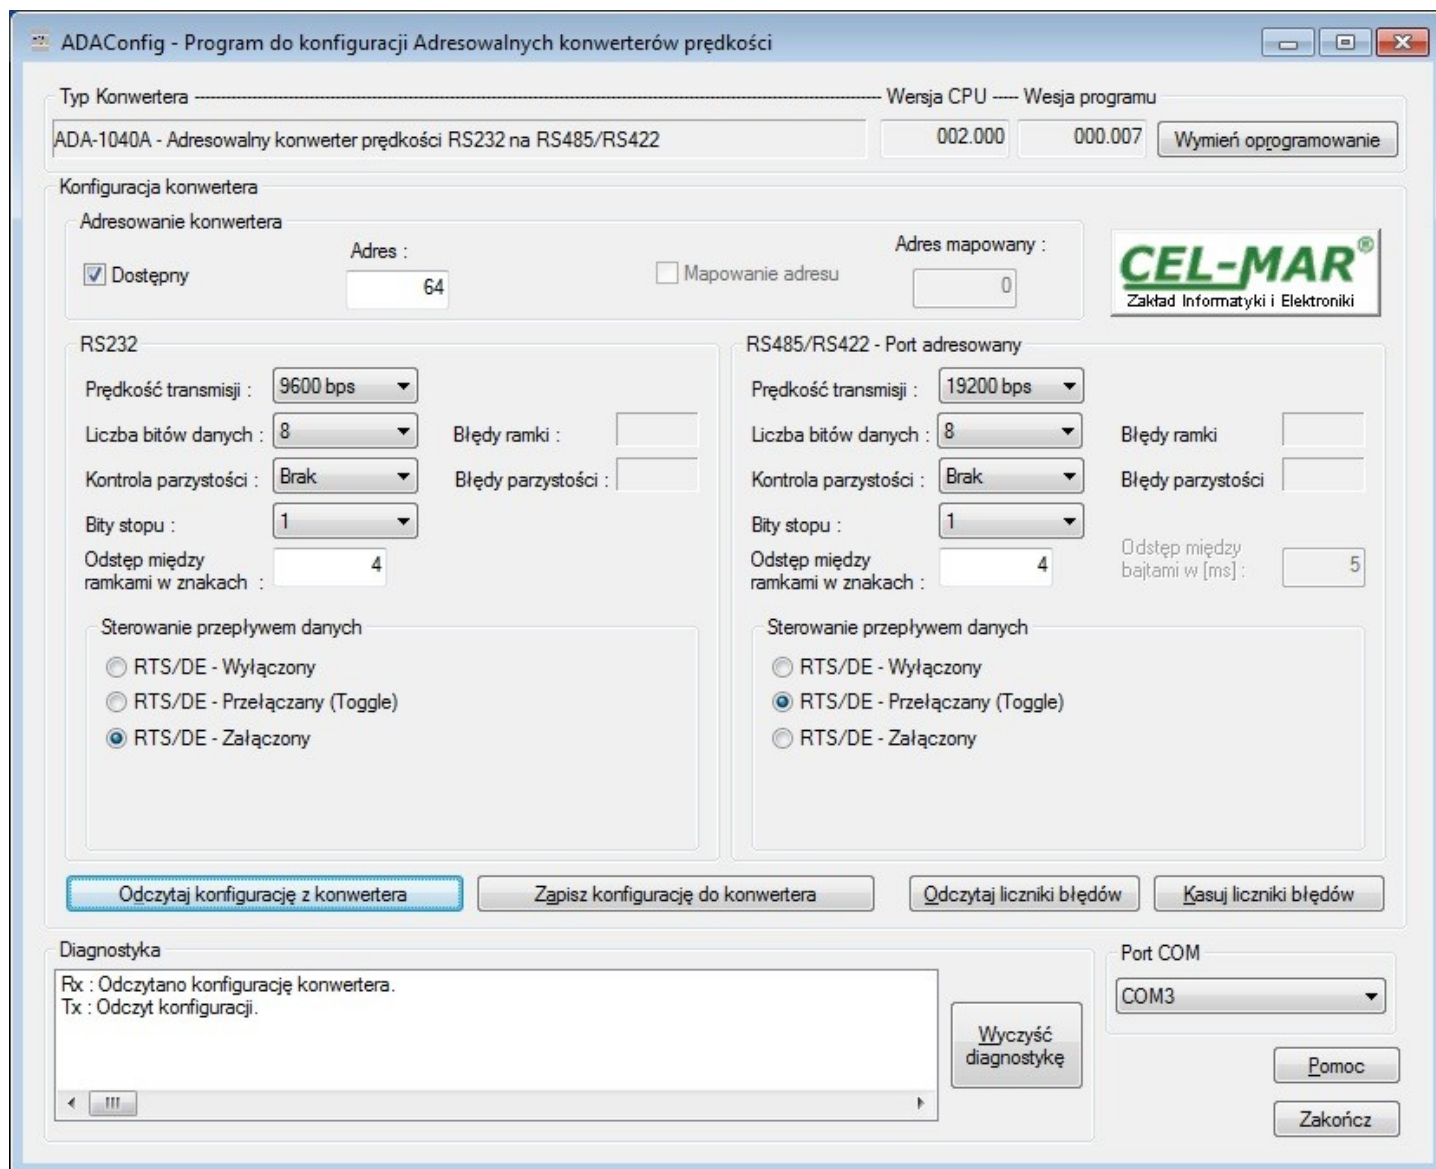 ADAConfig - Program do konfiguracji Adresowalnych konwerterów prędkości
Typ Konwertera
Wersja CPU
Wesja programu
ADA-1040A - Adresowalny konwerter prędkości RS232 na RS485/RS422
002.000
000.007
Wymień oprogramowanie
Konfiguracja konwertera
Adresowanie konwertera
Dostępny
Adres :
64
Mapowanie adresu
Adres mapowany :
0
CEL-MAR®
Zakład Informatyki i Elektroniki
RS232
Prędkość transmisji :
9600 bps
Liczba bitów danych :
8
Błędy ramki :
Kontrola parzystości :
Brak
Błędy parzystości :
Bity stopu :
1
Odstęp między
ramkami w znakach :
4
Sterowanie przepływem danych
RTS/DE - Wyłączony
RTS/DE - Przełączany (Toggle)
RTS/DE - Załączony
RS485/RS422 - Port adresowany
Prędkość transmisji :
19200 bps
Liczba bitów danych :
8
Błędy ramki
Kontrola parzystości :
Brak
Błędy parzystości
Bity stopu :
1
Odstęp między
ramkami w znakach :
4
Odstęp między
bajtami w [ms] :
5
Sterowanie przepływem danych
RTS/DE - Wyłączony
RTS/DE - Przełączany (Toggle)
RTS/DE - Załączony
Odczytaj konfigurację z konwertera
Zapisz konfigurację do konwertera
Odczytaj liczniki błędów
Kasuj liczniki błędów
Diagnostyka
Rx : Odczytano konfigurację konwertera.
Tx : Odczyt konfiguracji.
Wyczyść
diagnostykę
Port COM
COM3
Pomoc
Zakończ